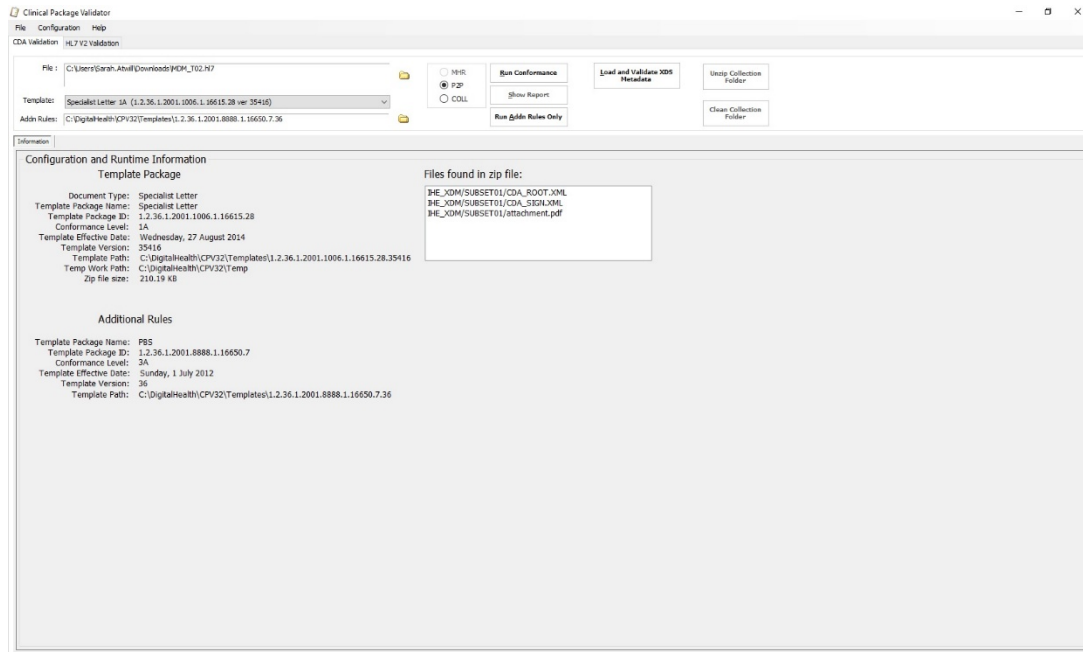 Clinical Package Validator
File Configuration Help
CDA Validation HL7 V2 Validation
File : C:\Users\Sarah.Atwill\Downloads\MDM_T02.hl7
MHR
P2P
COLL
Run Conformance
Show Report
Run Addn Rules Only
Load and Validate XDS Metadata
Unzip Collection Folder
Clean Collection Folder
Template: Specialist Letter 1A (1.2.36.1.2001.1006.1.16615.28 ver 35416)
Addn Rules: C:\DigitalHealth\CPV32\Templates\1.2.36.1.2001.8888.1.16650.7.36
Information
Configuration and Runtime Information
Template Package
Document Type: Specialist Letter
Template Package Name: Specialist Letter
Template Package ID: 1.2.36.1.2001.1006.1.16615.28
Conformance Level: 1A
Template Effective Date: Wednesday, 27 August 2014
Template Version: 35416
Template Path: C:\DigitalHealth\CPV32\Templates\1.2.36.1.2001.1006.1.16615.28.35416
Temp Work Path: C:\DigitalHealth\CPV32\Temp
Zip file size: 210.19 KB
Files found in zip file:
IHE_XDM/SUBSET01/CDA_ROOT.XML
IHE_XDM/SUBSET01/CDA_SIGN.XML
IHE_XDM/SUBSET01/attachment.pdf
Additional Rules
Template Package Name: PBS
Template Package ID: 1.2.36.1.2001.8888.1.16650.7
Conformance Level: 3A
Template Effective Date: Sunday, 1 July 2012
Template Version: 36
Template Path: C:\DigitalHealth\CPV32\Templates\1.2.36.1.2001.8888.1.16650.7.36